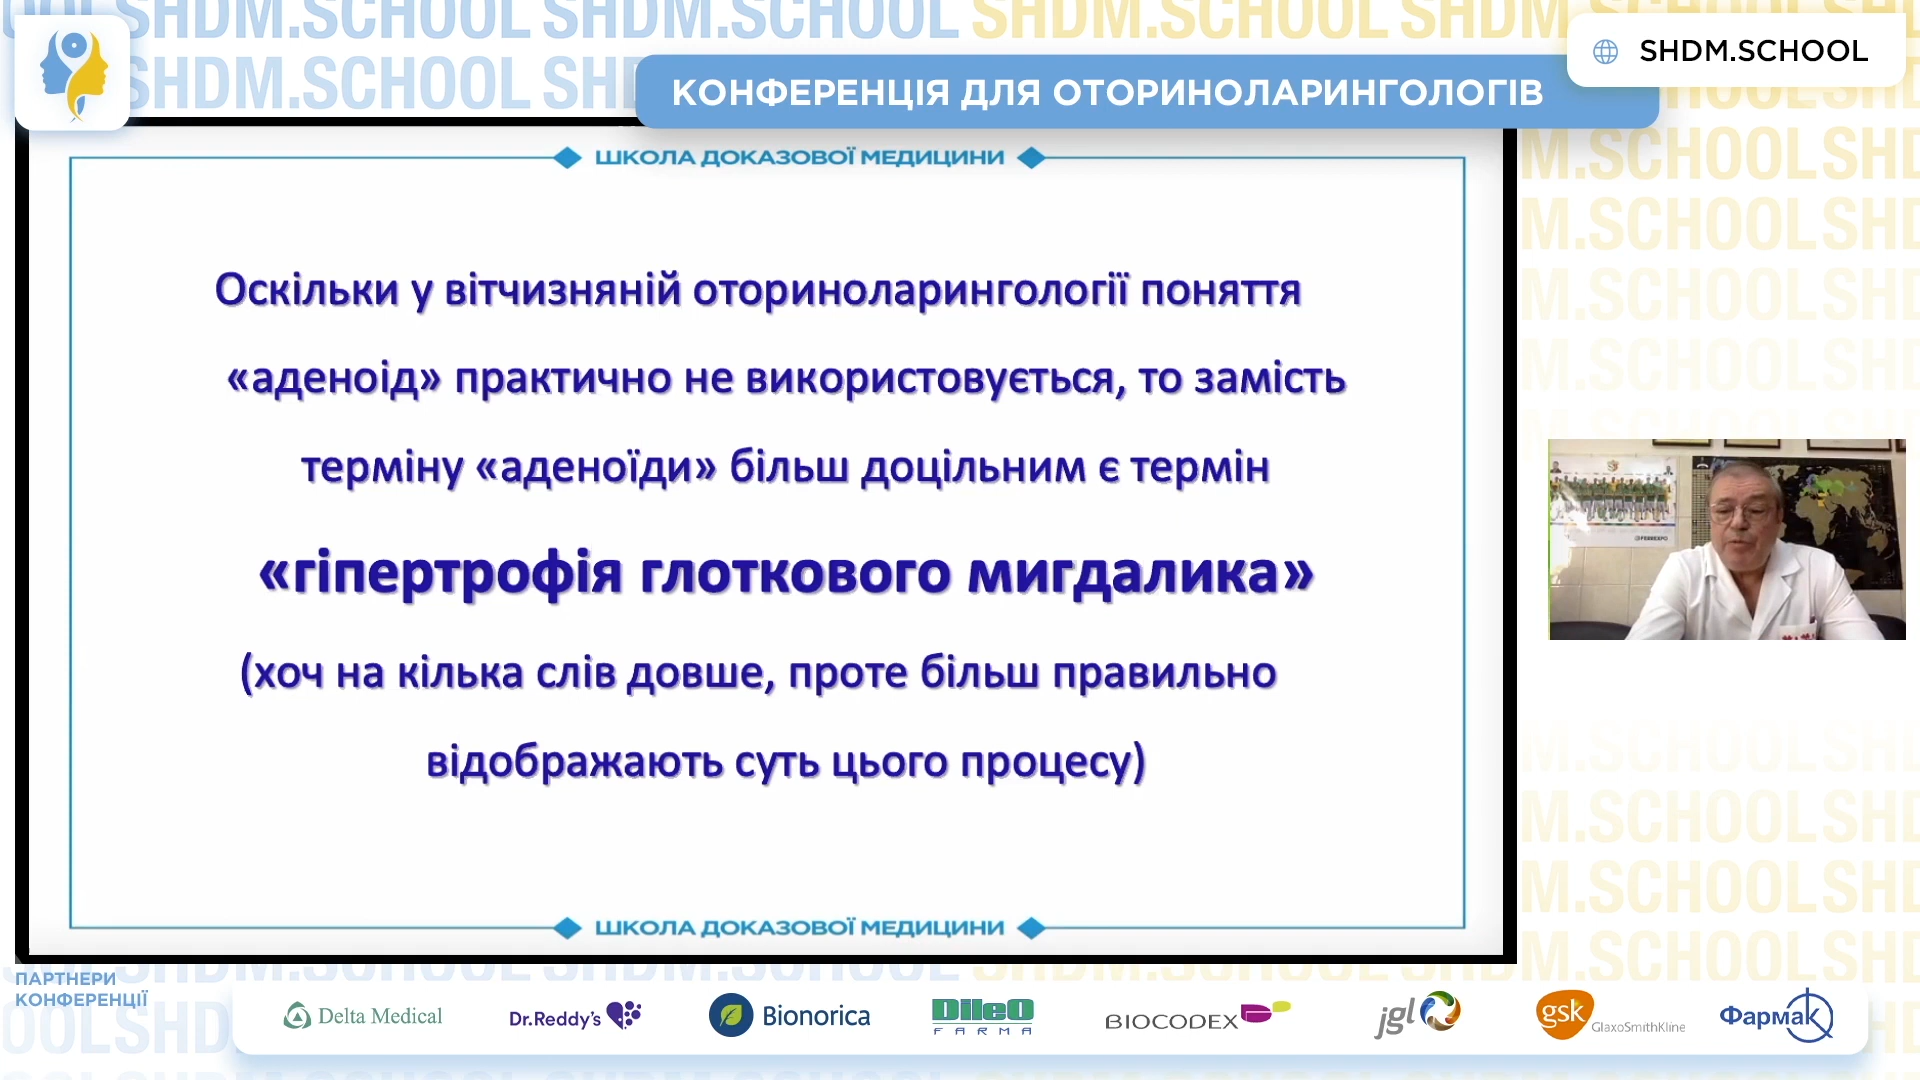 SHDM.SCHOOL
КОНФЕРЕНЦІЯ ДЛЯ ОТОРИНОЛАРИНГОЛОГІВ
ШКОЛА ДОКАЗОВОЇ МЕДИЦИНИ
Оскільки у вітчизняній оториноларингології поняття
«аденоід» практично не використовується, то замість
терміну «аденоїди» більш доцільним є термін
«гіпертрофія глоткового мигдалика»
(хоч на кілька слів довше, проте більш правильно
відображають суть цього процесу)
ШКОЛА ДОКАЗОВОЇ МЕДИЦИНИ
FERREXPO
ПАРТНЕРИ
КОНФЕРЕНЦІЇ
Delta Medical
Dr.Reddy's
Bionorica
DileO
FARMA
BIOCODEX
jgl
gsk
GlaxoSmithKline
Фармак